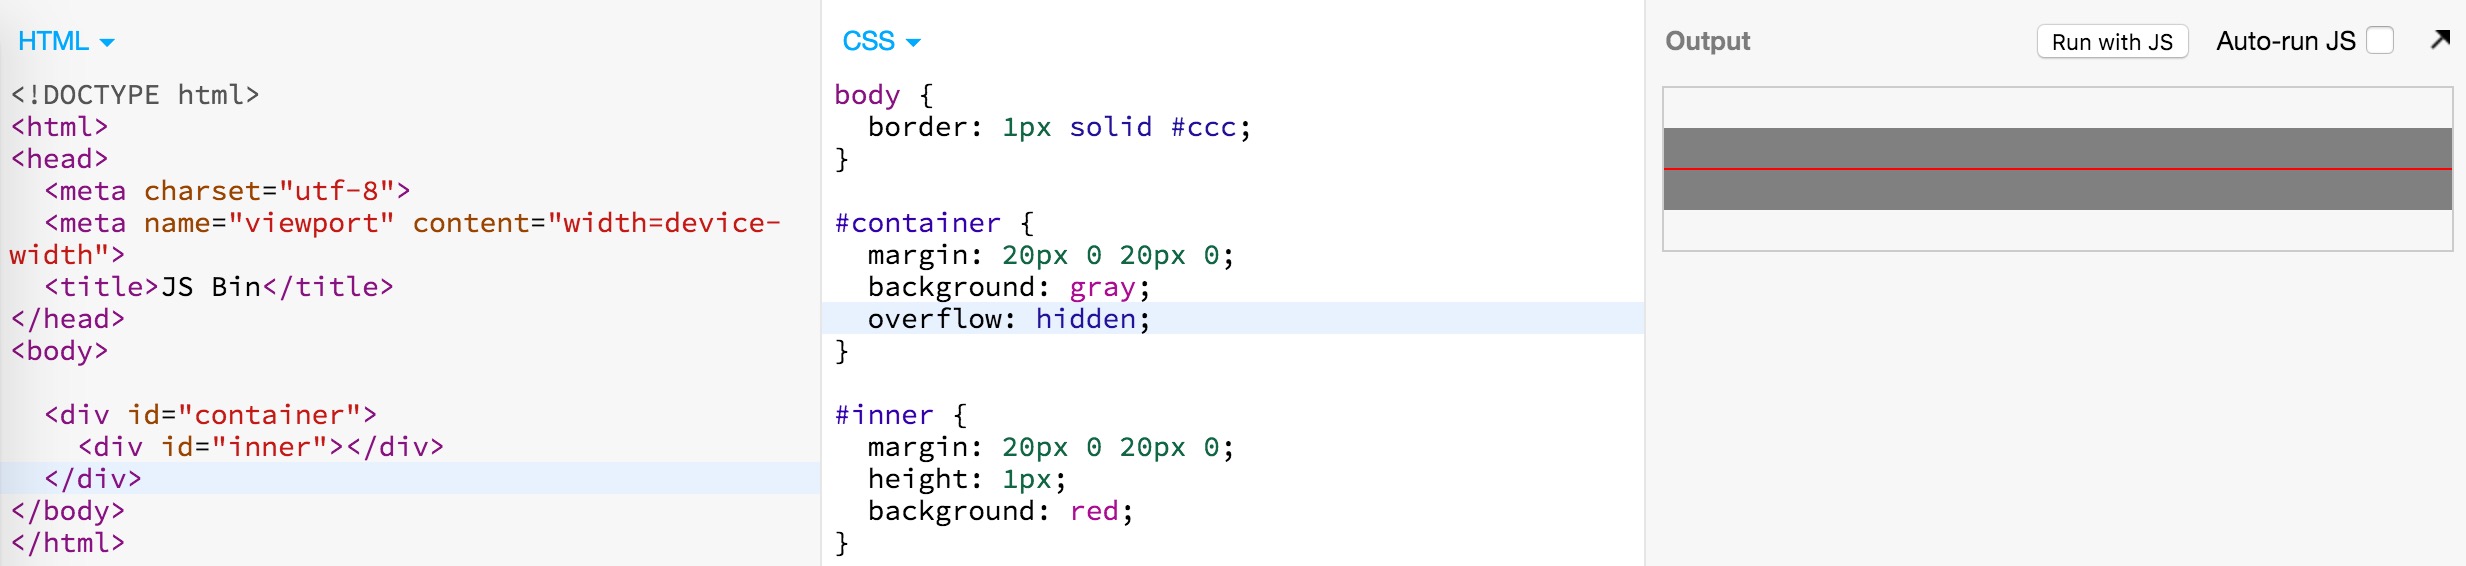 HTML
<!DOCTYPE html>
<html>
<head>
  <meta charset="utf-8">
  <meta name="viewport" content="width=device-
width">
  <title>JS Bin</title>
</head>
<body>

  <div id="container">
    <div id="inner"></div>
  </div>
</body>
</html>
CSS
body {
  border: 1px solid #ccc;
}

#container {
  margin: 20px 0 20px 0;
  background: gray;
  overflow: hidden;
}

#inner {
  margin: 20px 0 20px 0;
  height: 1px;
  background: red;
}
Output Run with JS Auto-run JS